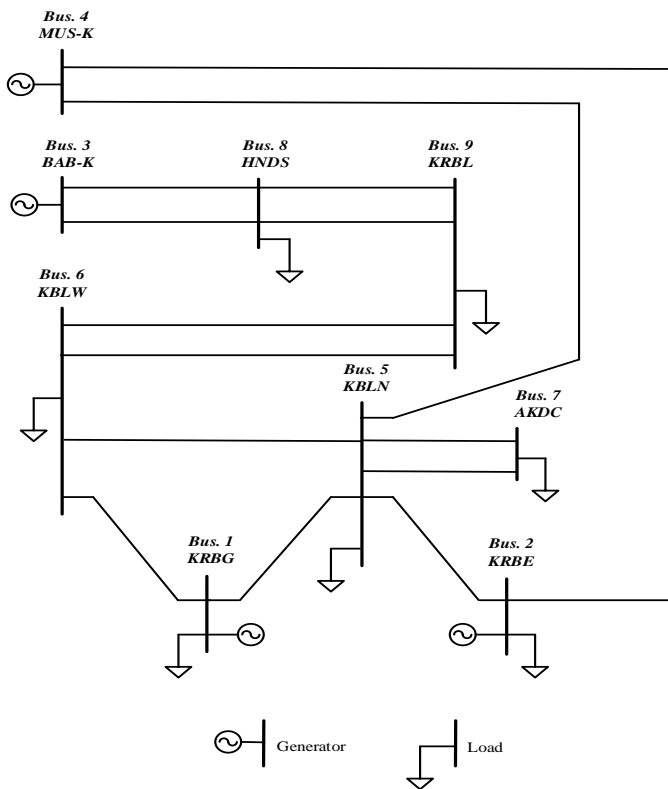 Bus. 4
MUS-K
Bus. 3
BAB-K
Bus. 8
HNDS
Bus. 9
KRBL
Bus. 6
KBLW
Bus. 5
KBLN
Bus. 7
AKDC
Bus. 1
KRBG
Bus. 2
KRBE
Generator
Load